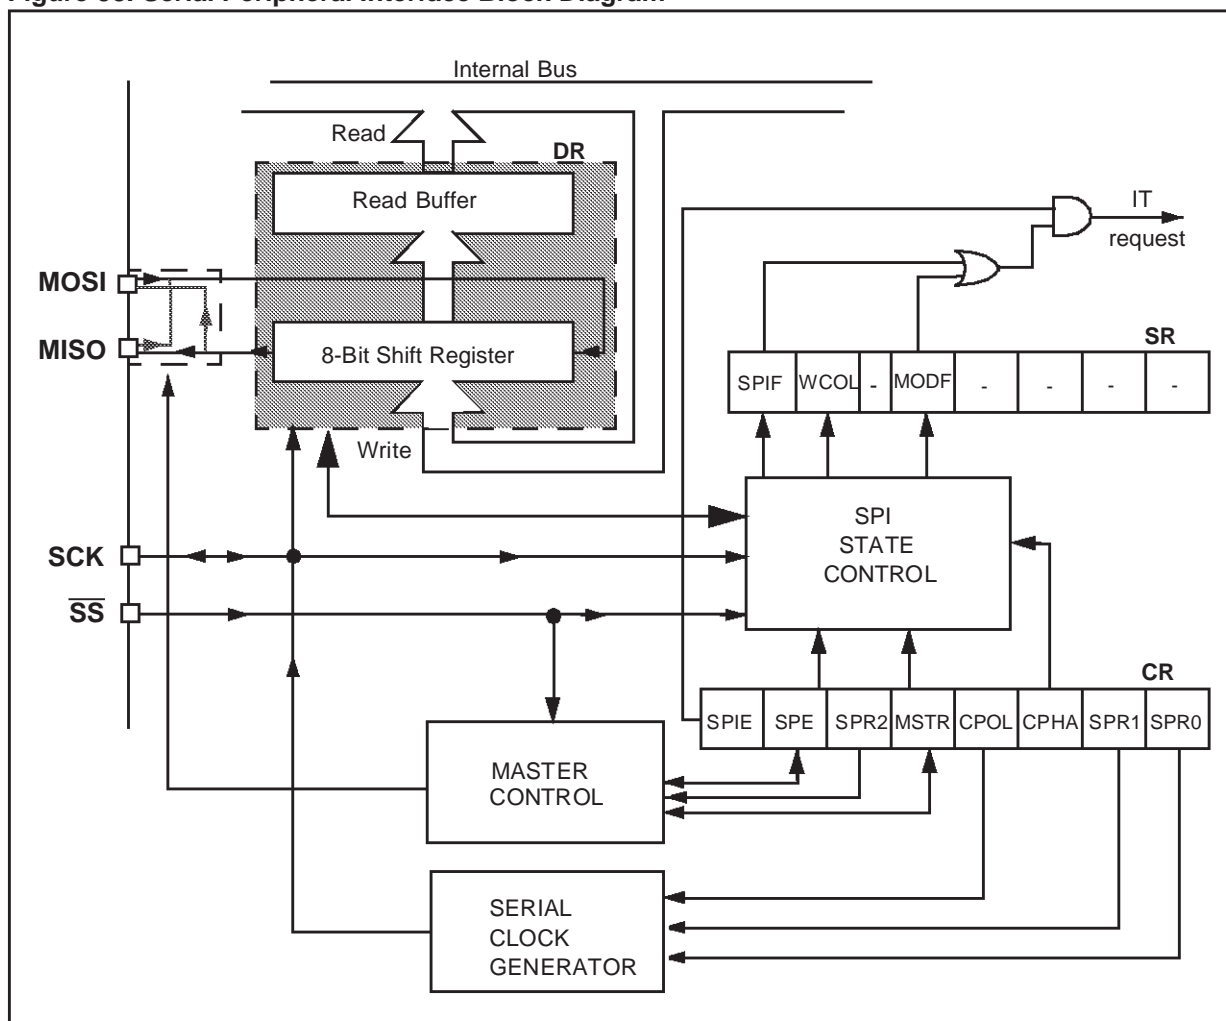 Internal Bus
Read
DR
Read Buffer
IT
request
MOSI
MISO
8-Bit Shift Register
SR
SPIF WCOL - MODF - - - -
Write
SPI
STATE
CONTROL
SCK
SS
CR
SPIE SPE SPR2 MSTR CPOL CPHA SPR1 SPR0
MASTER
CONTROL
SERIAL
CLOCK
GENERATOR